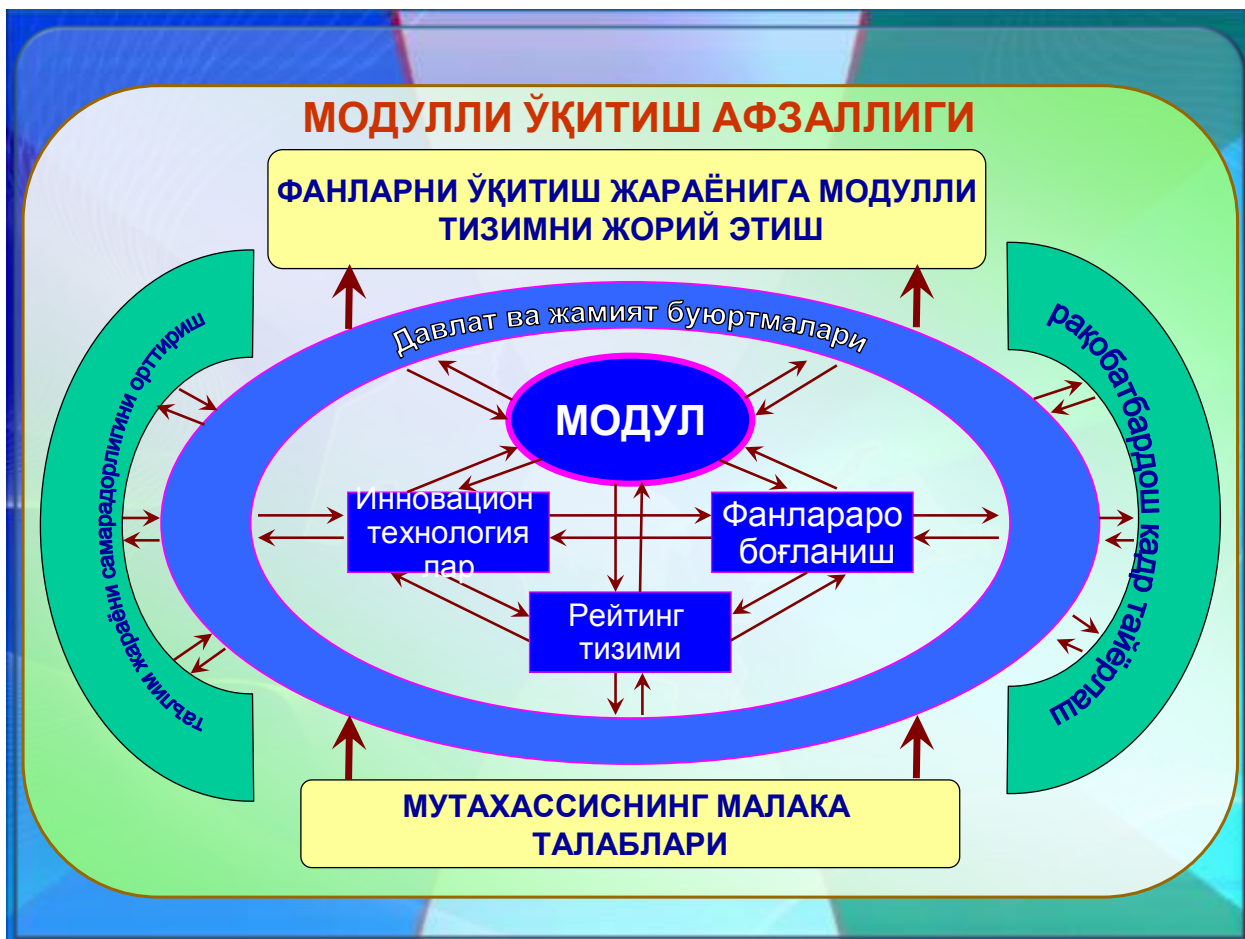 МОДУЛЛИ ЎҚИТИШ АФЗАЛЛИГИ
ФАНЛАРНИ ЎҚИТИШ ЖАРАЁНИГА МОДУЛЛИ
ТИЗИМНИ ЖОРИЙ ЭТИШ
таълим жараёни самарадорлигини орттириш
Давлат ва жамият буюртмалари
рақобатбардош кадр тайёрлаш
МОДУЛ
Инновацион
технология
лар
Фанлараро
боғланиш
Рейтинг
тизими
МУТАХАССИСНИНГ МАЛАКА
ТАЛАБЛАРИ